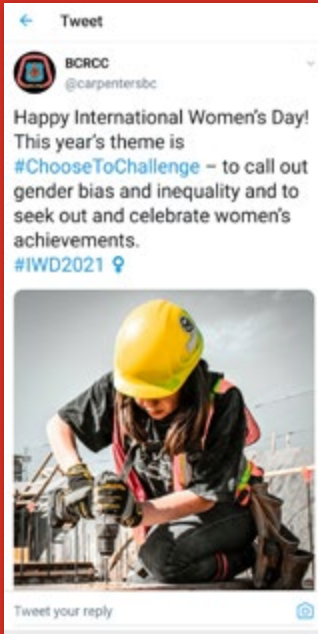 Tweet
BCRCC
@carpentersbc
Happy International Women's Day!
This year's theme is
#ChooseToChallenge – to call out
gender bias and inequality and to
seek out and celebrate women's
achievements.
#IWD2021
Tweet your reply